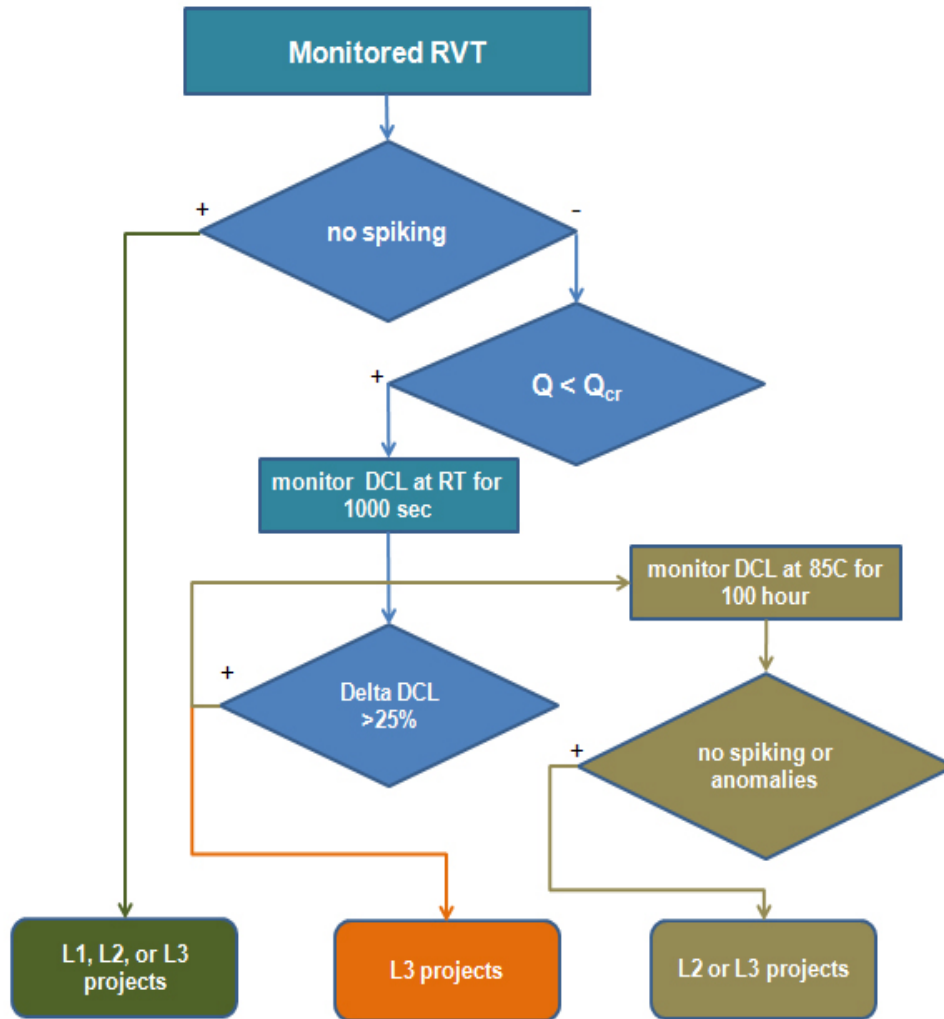 Monitored RVT
+
-
no spiking
+
Q < Qcr
monitor DCL at RT for
1000 sec
monitor DCL at 85C for
100 hour
+
Delta DCL
>25%
+
no spiking or
anomalies
L1, L2, or L3
projects
L3 projects
L2 or L3 projects